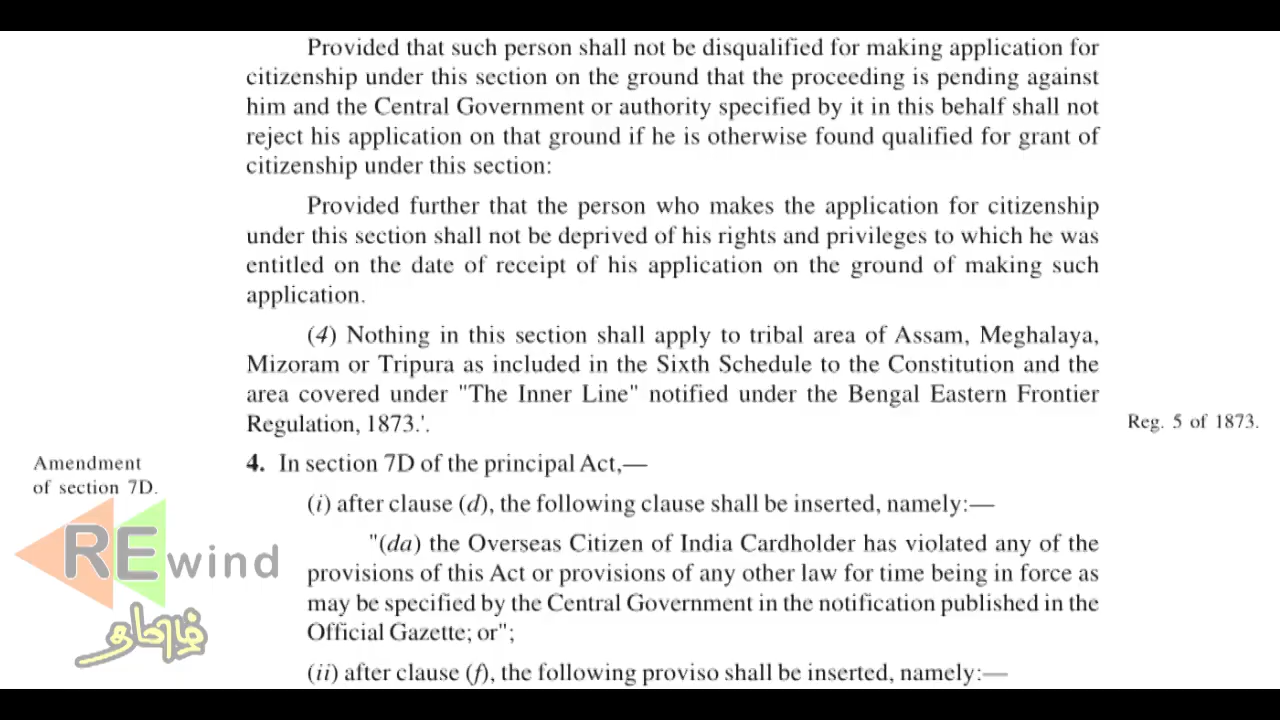 Provided that such person shall not be disqualified for making application for
citizenship under this section on the ground that the proceeding is pending against
him and the Central Government or authority specified by it in this behalf shall not
reject his application on that ground if he is otherwise found qualified for grant of
citizenship under this section:
Provided further that the person who makes the application for citizenship
under this section shall not be deprived of his rights and privileges to which he was
entitled on the date of receipt of his application on the ground of making such
application.
(4) Nothing in this section shall apply to tribal area of Assam, Meghalaya,
Mizoram or Tripura as included in the Sixth Schedule to the Constitution and the
area covered under "The Inner Line" notified under the Bengal Eastern Frontier
Regulation, 1873.'.
Reg. 5 of 1873.
Amendment
of section 7D.
4. In section 7D of the principal Act,—
(i) after clause (d), the following clause shall be inserted, namely:—
"(da) the Overseas Citizen of India Cardholder has violated any of the
provisions of this Act or provisions of any other law for time being in force as
may be specified by the Central Government in the notification published in the
Official Gazette; or";
(ii) after clause (f), the following proviso shall be inserted, namely:—
REwind
தமிழ்